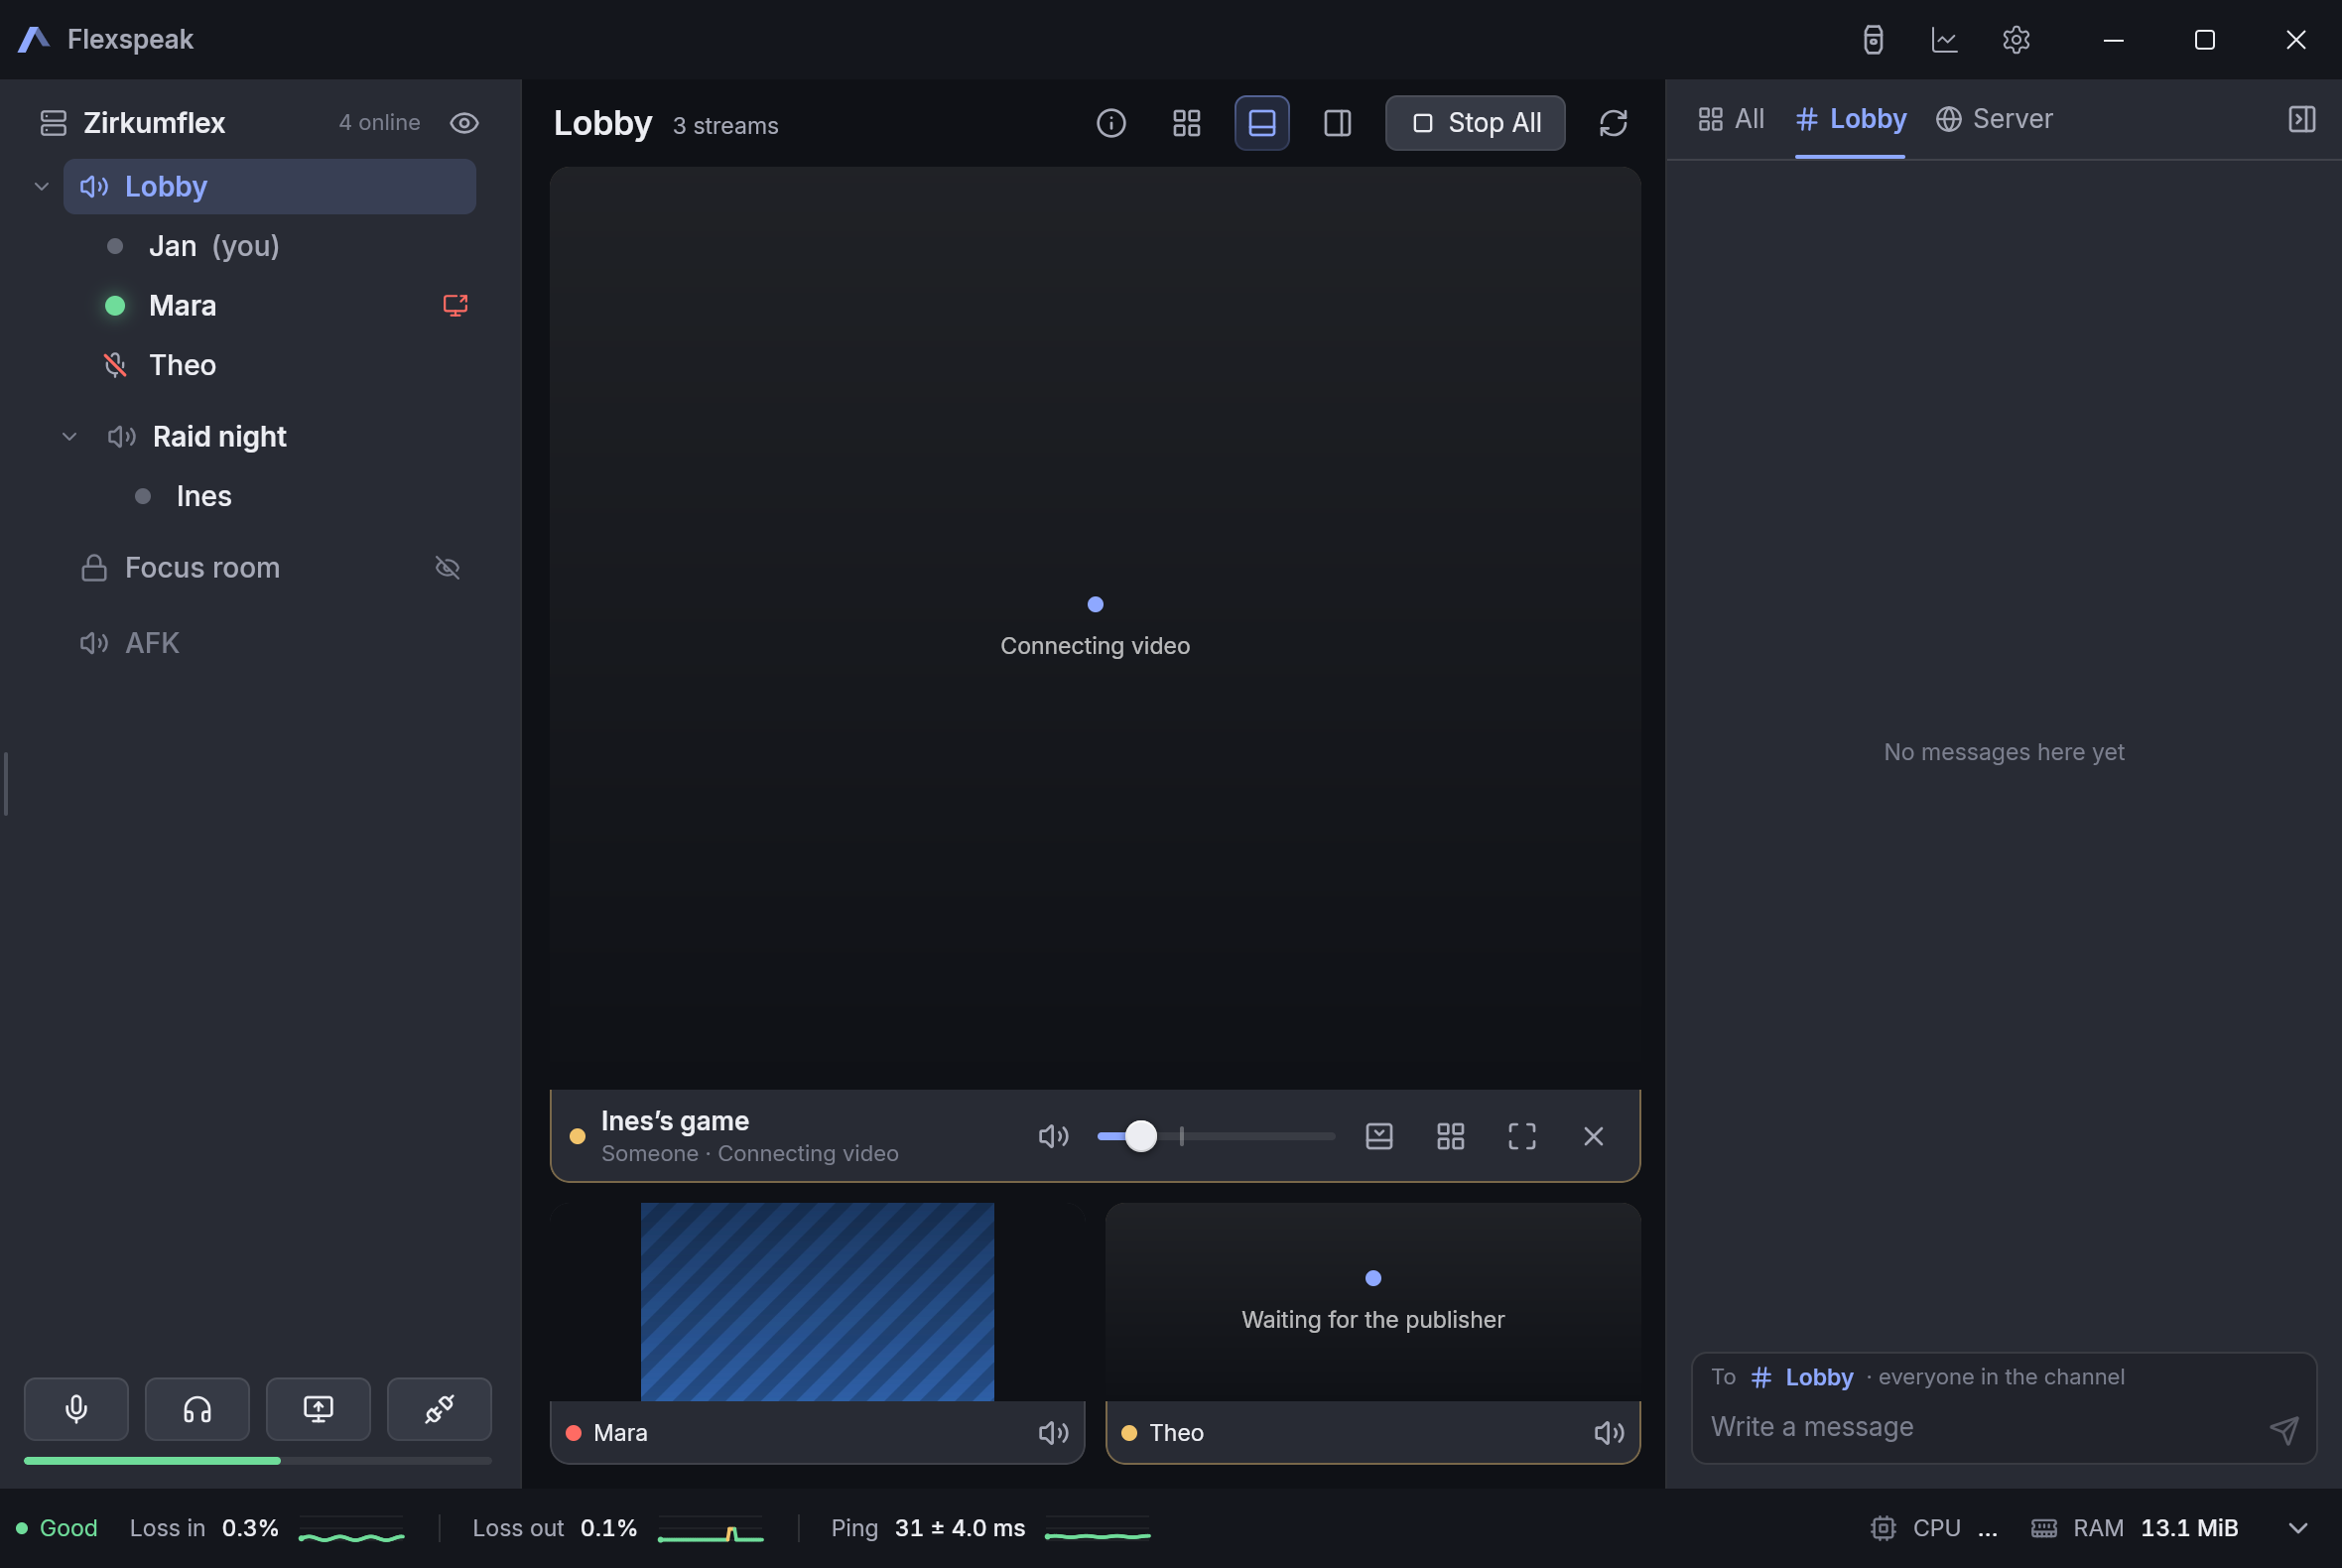 Flexspeak
Zirkumflex 4 online
Lobby
Jan (you)
Mara
Theo
Raid night
Ines
Focus room
AFK
Lobby 3 streams
Stop All
Connecting video
Ines’s game
Someone · Connecting video
Mara
Waiting for the publisher
Theo
All
Lobby
Server
No messages here yet
To # Lobby · everyone in the channel
Write a message
Good Loss in 0.3% Loss out 0.1% Ping 31 ± 4.0 ms CPU ... RAM 13.1 MiB